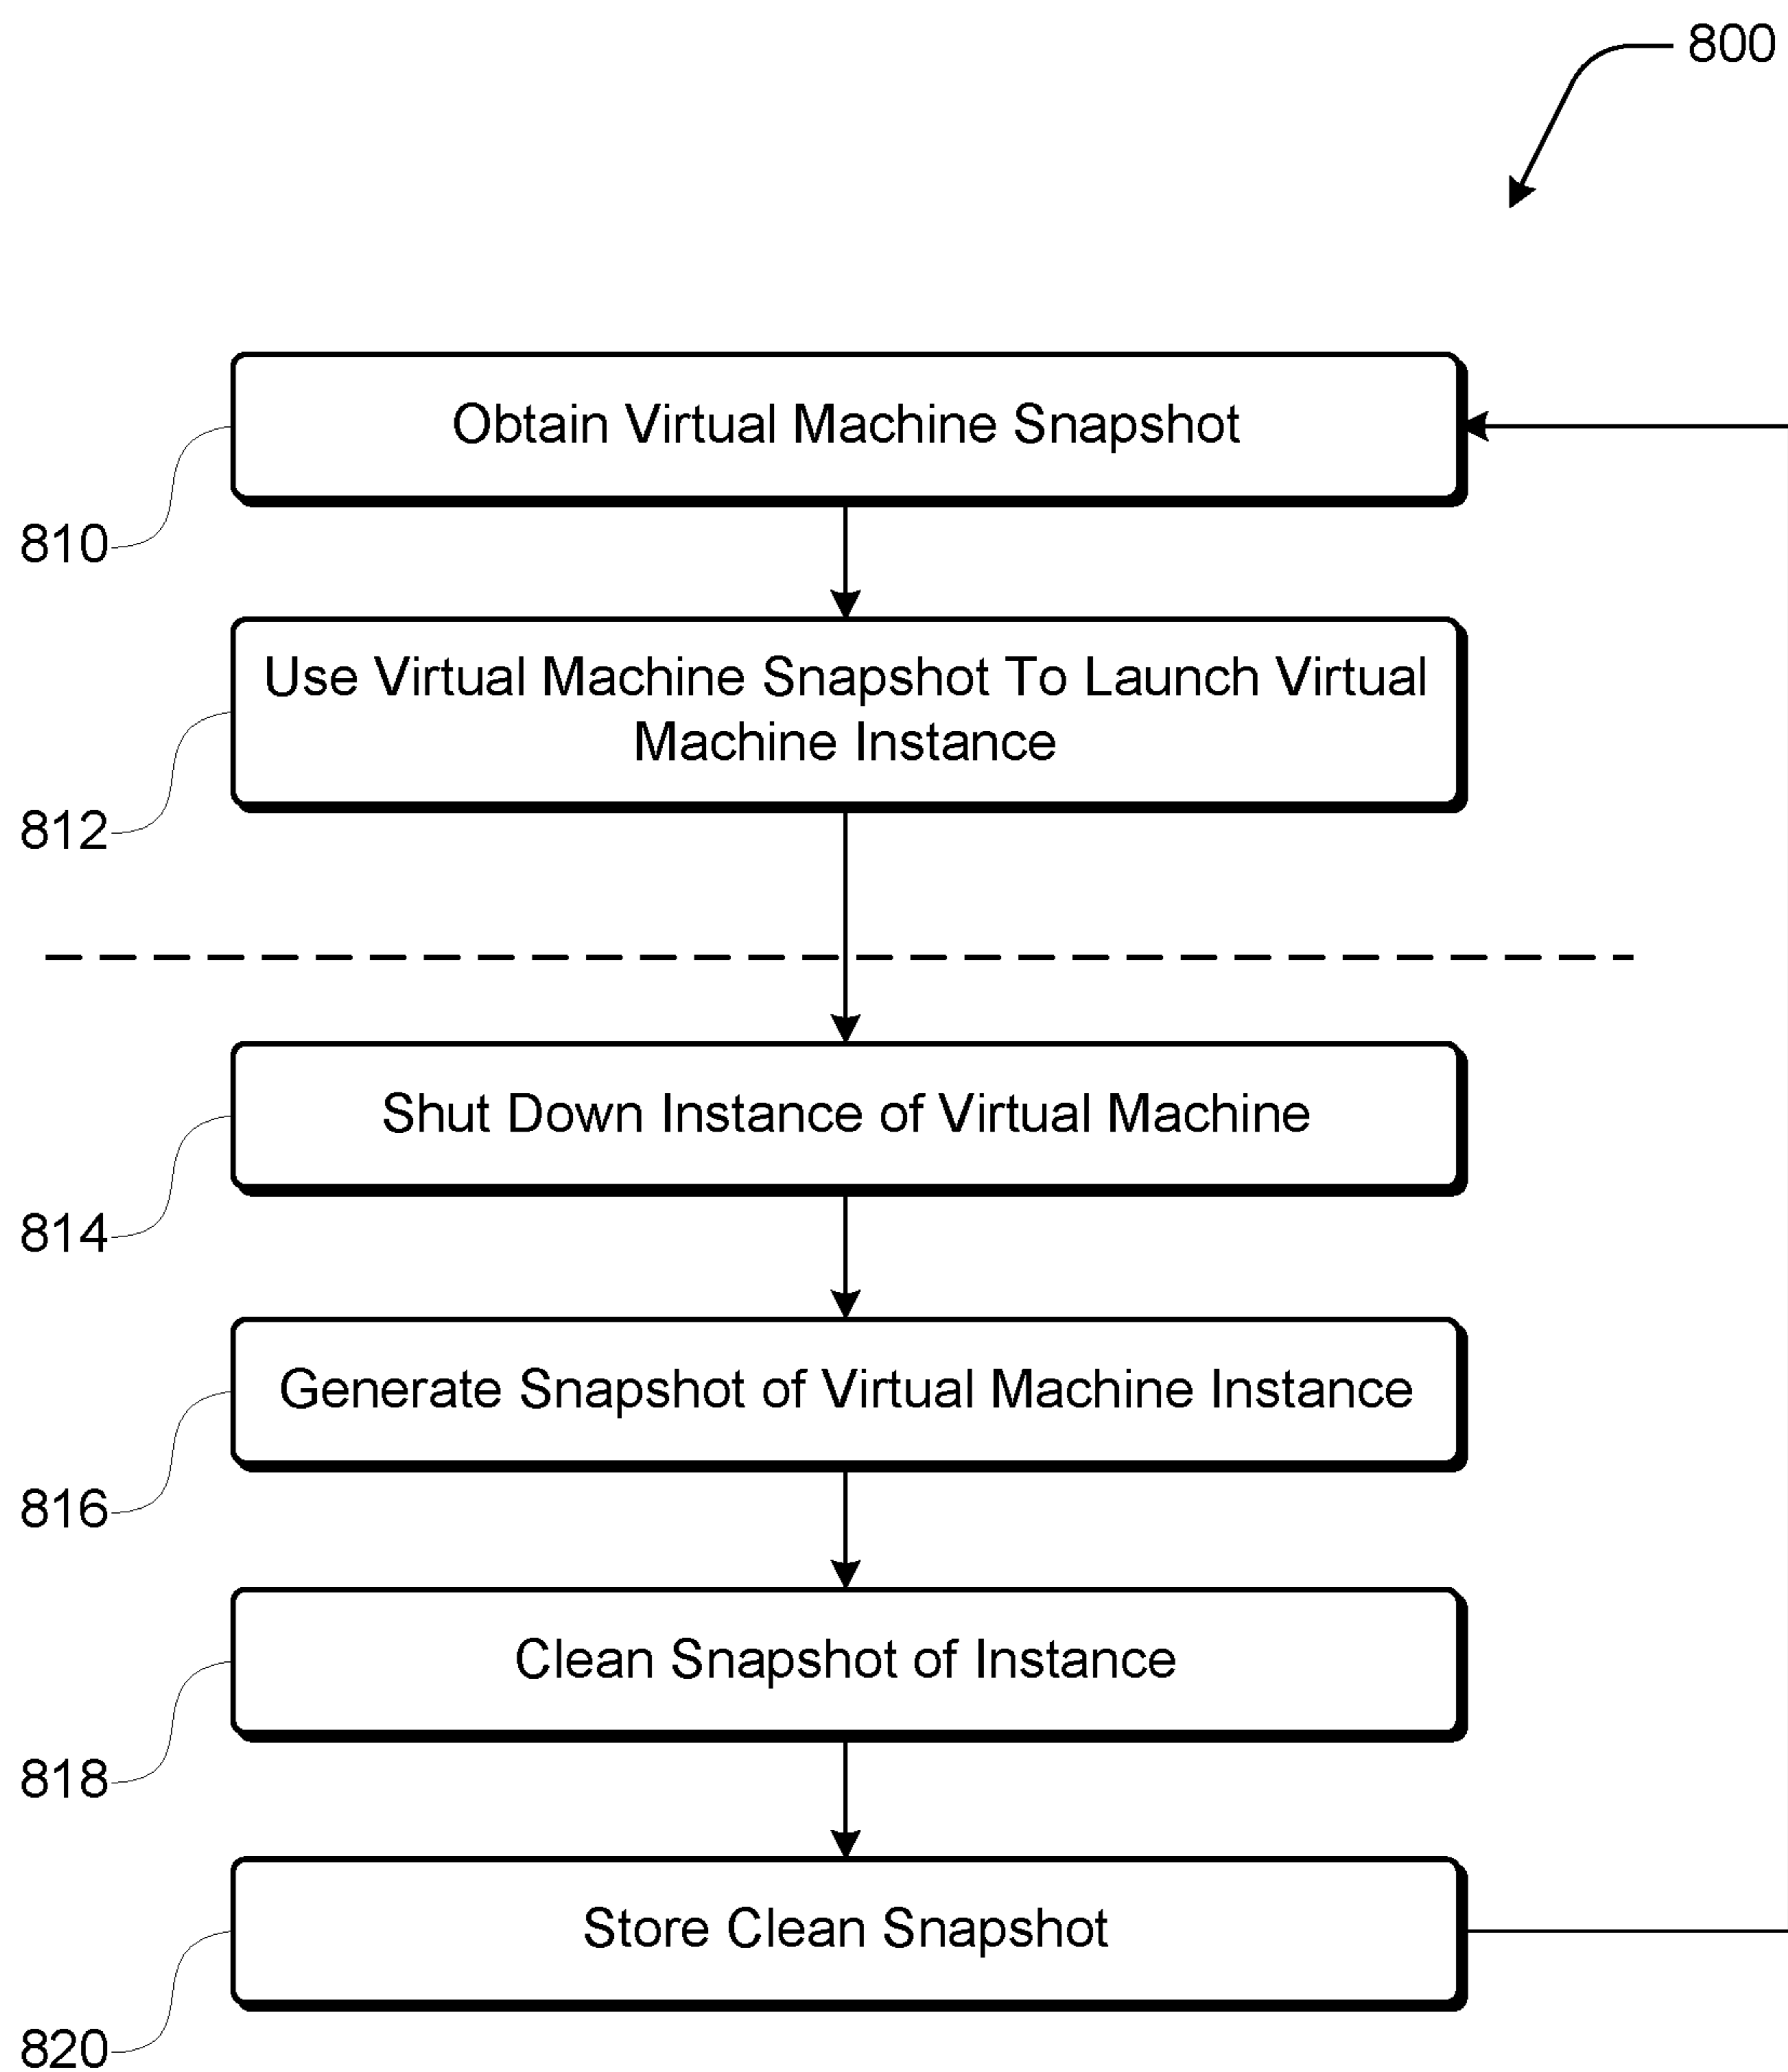 800
Obtain Virtual Machine Snapshot
810
Use Virtual Machine Snapshot To Launch Virtual
Machine Instance
812
Shut Down Instance of Virtual Machine
814
Generate Snapshot of Virtual Machine Instance
816
Clean Snapshot of Instance
818
Store Clean Snapshot
820